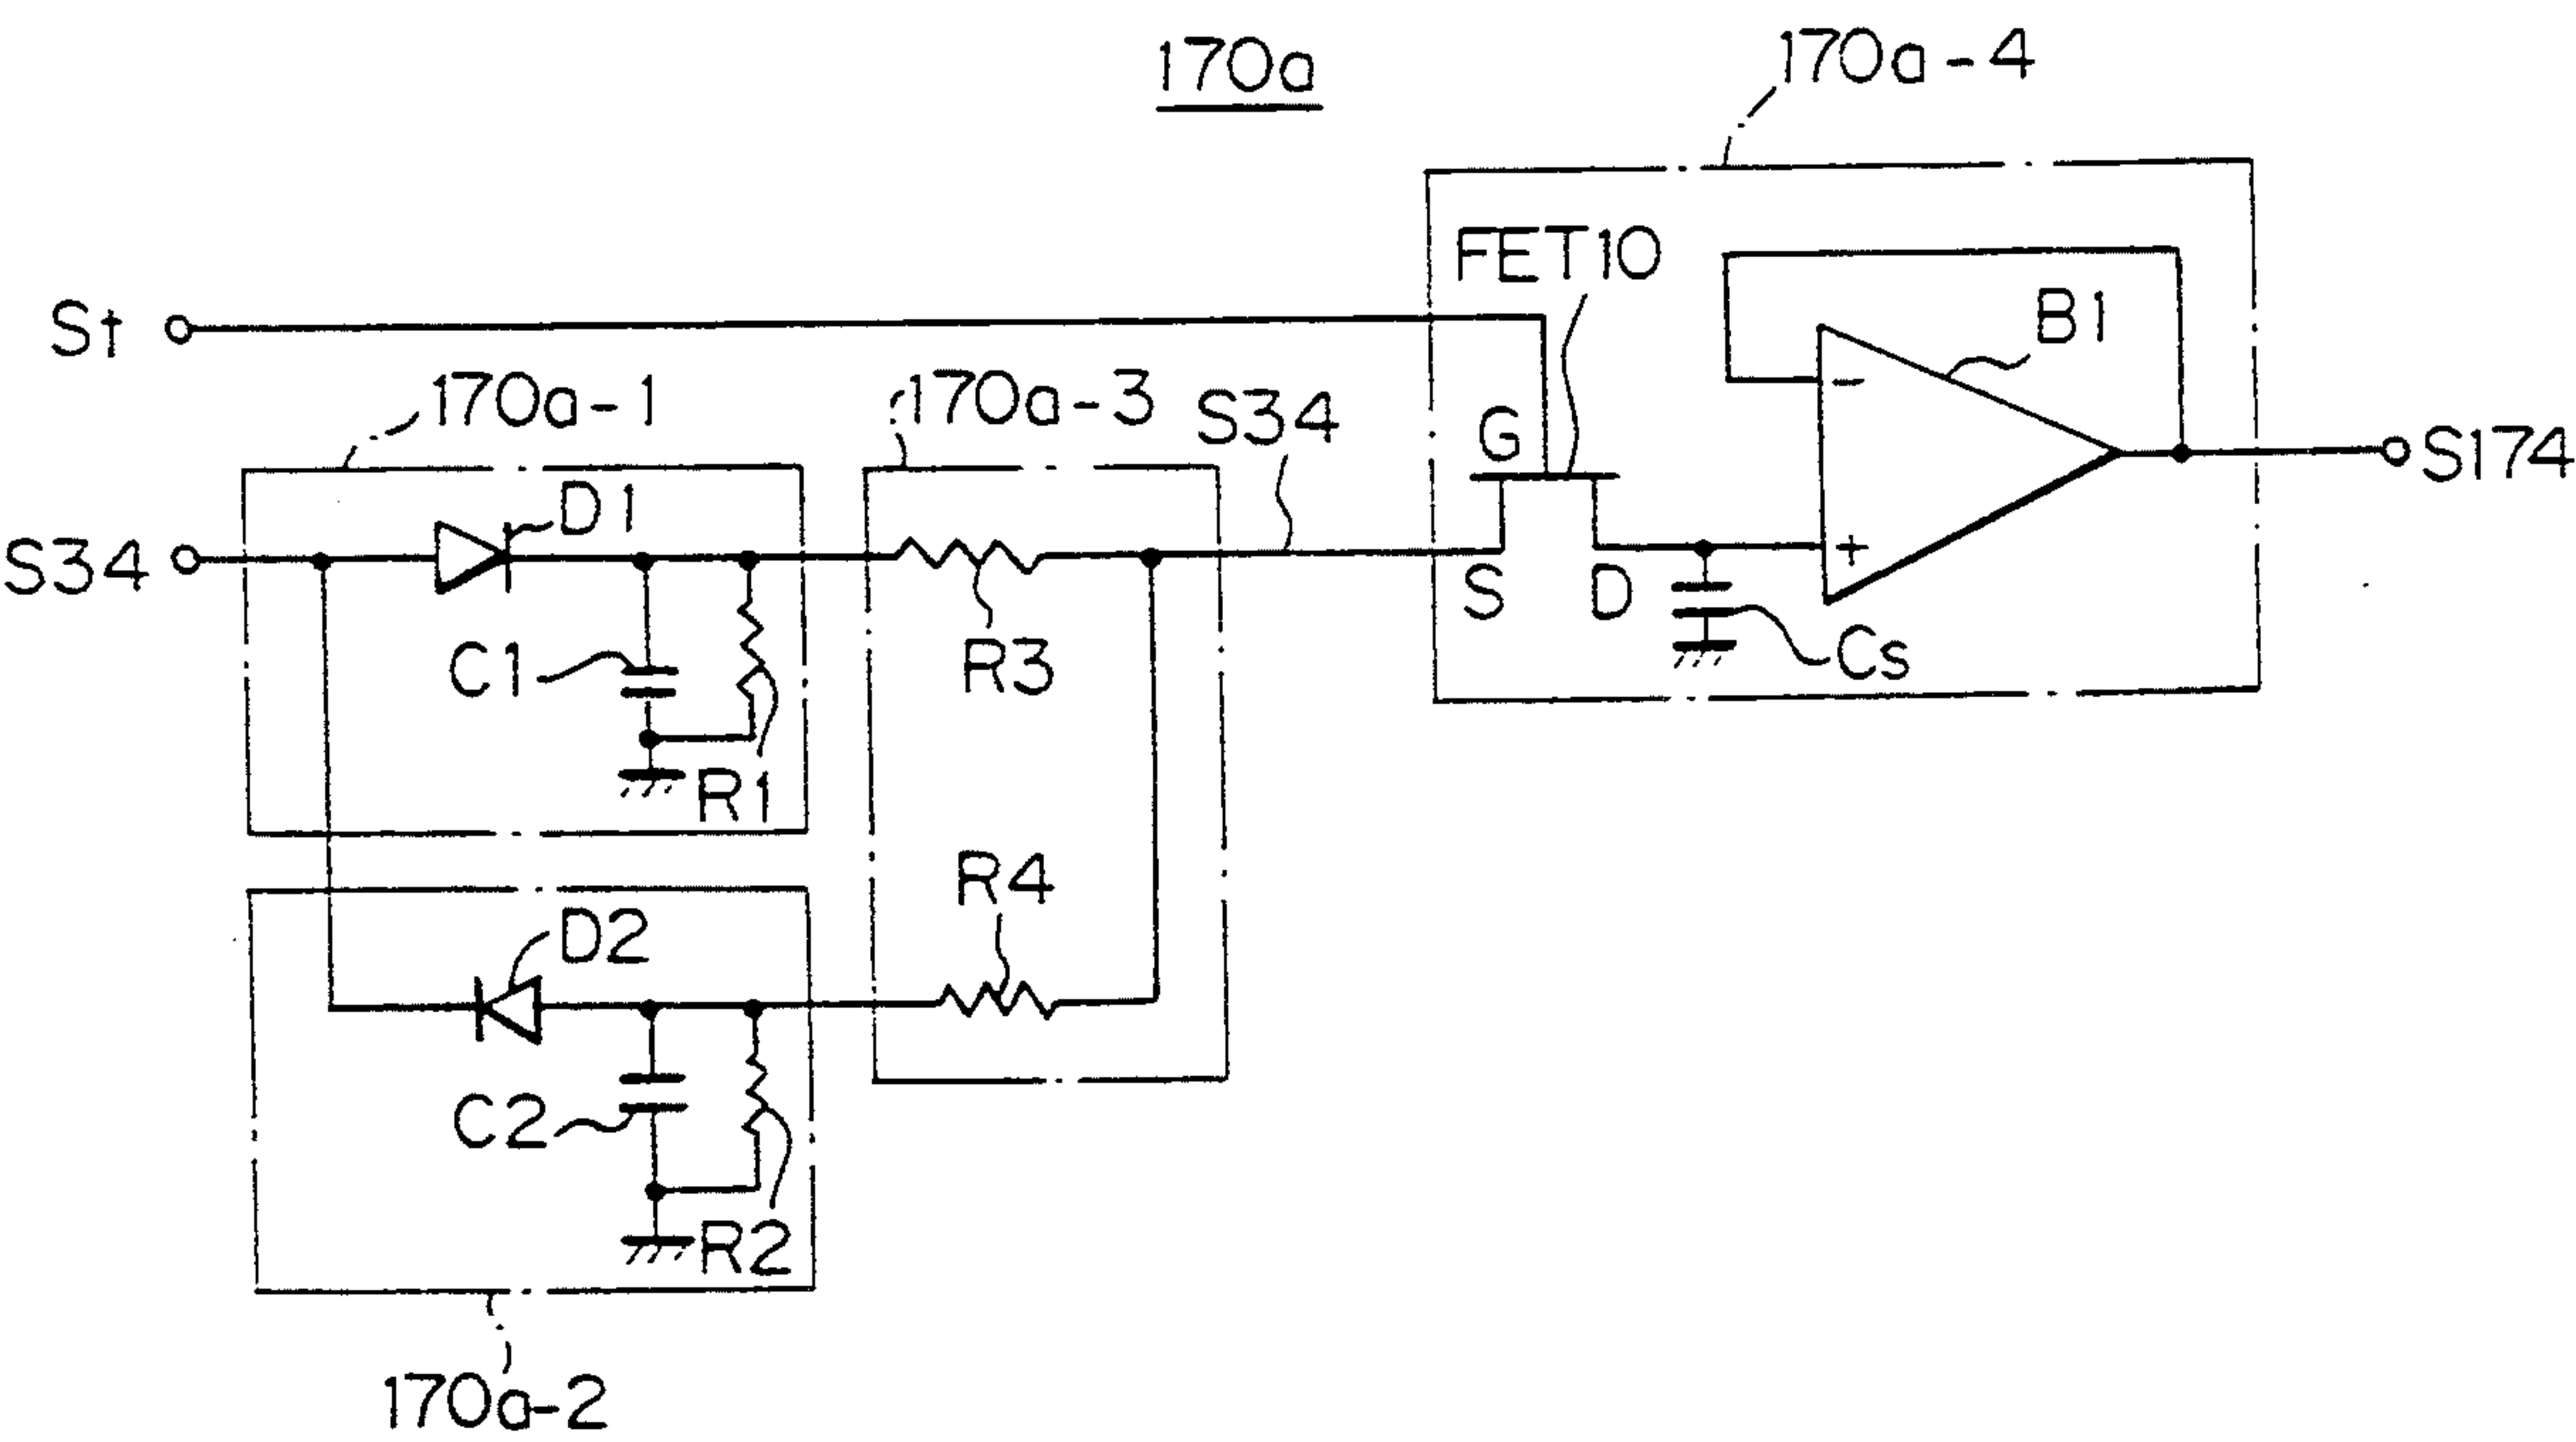 170a
170a-4
FET10
St
B1
170a-1
170a-3
S34
G
S174
D1
S34
S
D
C1
R3
Cs
R1
R4
D2
C2
R2
170a-2
-
+